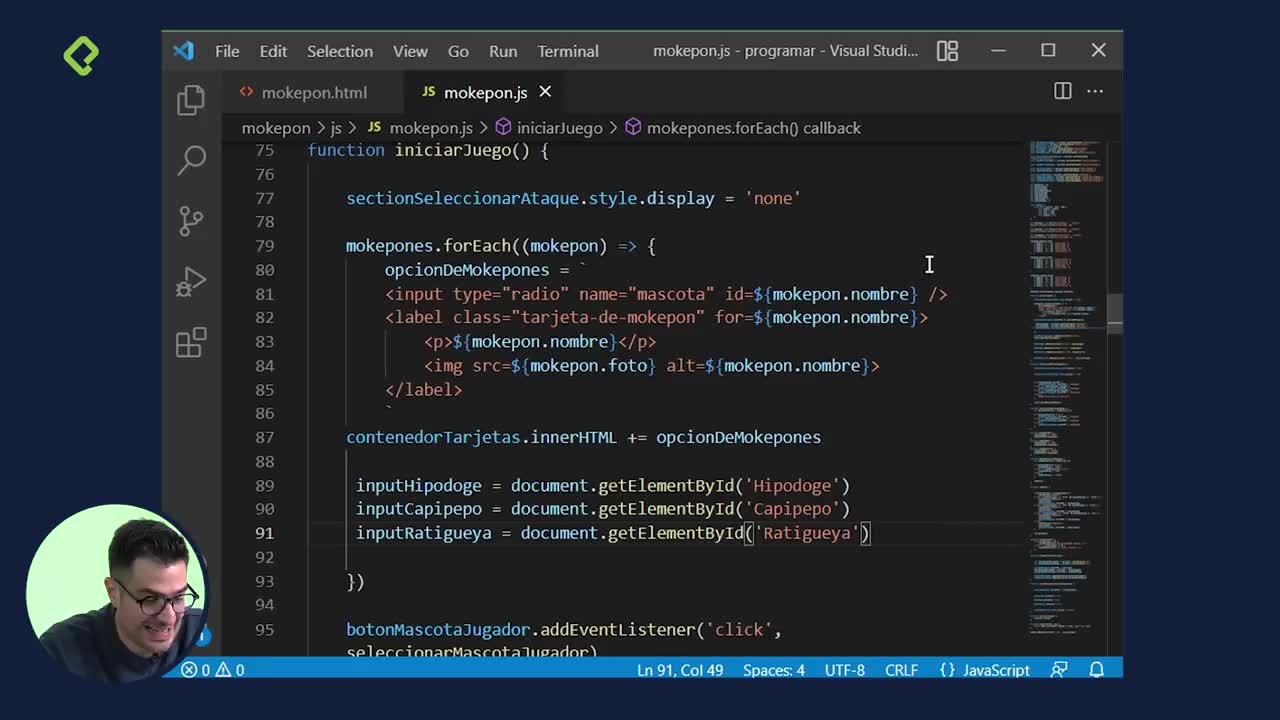 File Edit Selection View Go Run Terminal mokepon.js - programar - Visual Studi...
mokepon.html JS mokepon.js
mokepon > js > JS mokepon.js > iniciarJuego > mokepones.forEach() callback
75 function iniciarJuego() {
76
77 sectionSeleccionarAtaque.style.display = 'none'
78
79 mokepones.forEach((mokepon) => {
80 opcionDeMokepones = `
81 <input type="radio" name="mascota" id=${mokepon.nombre} />
82 <label class="tarjeta-de-mokepon" for=${mokepon.nombre}>
83 <p>${mokepon.nombre}</p>
84 <img src=${mokepon.foto} alt=${mokepon.nombre}>
85 </label>
86 `
87 contenedorTarjetas.innerHTML += opcionDeMokepones
88
89 inputHipodoge = document.getElementById('Hipodoge')
90 inputCapipepo = document.getElementById('Capipepo')
91 inputRatigueya = document.getElementById('Ratigueya')
92
93 })
94
95 onMascotaJugador.addEventListener('click',
seleccionarMascotaJugador)
0 0 Ln 91, Col 49 Spaces: 4 UTF-8 CRLF {} JavaScript